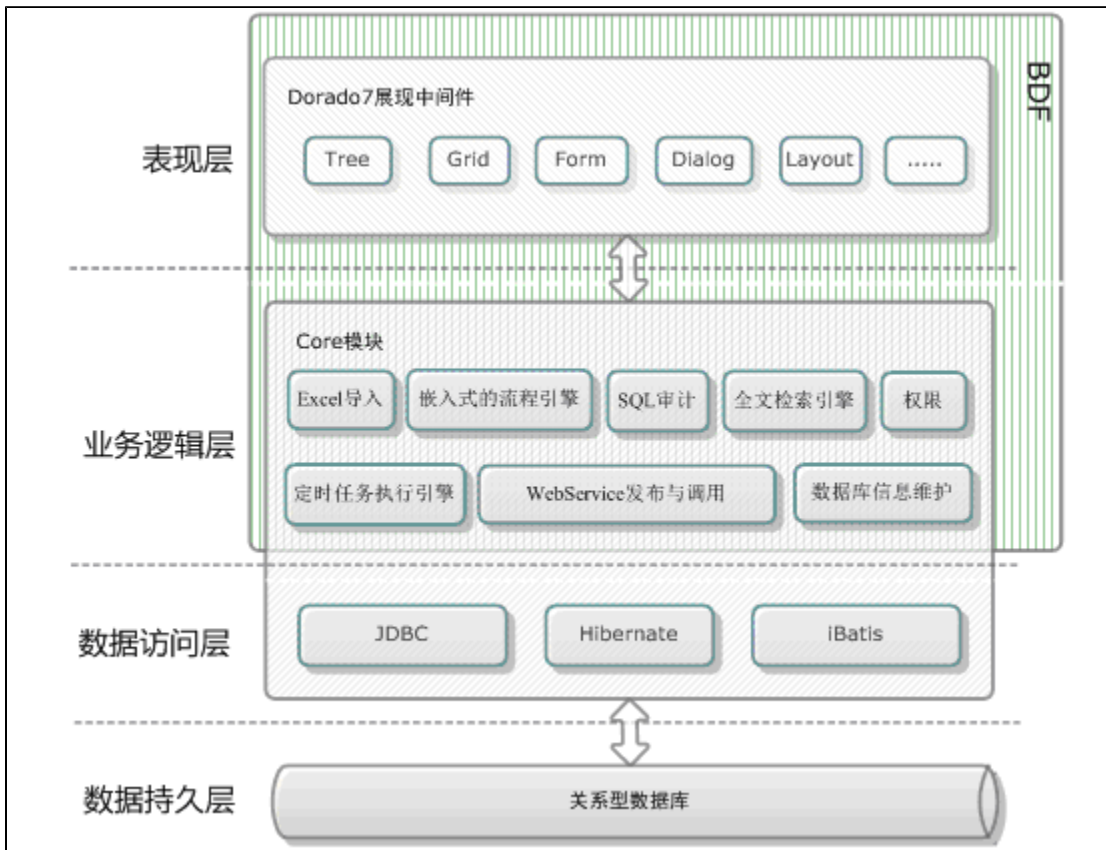 BDF
Dorado7展现中间件
表现层
Tree
Grid
Form
Dialog
Layout
.....
Core模块
Excel导入
嵌入式的流程引擎
SQL审计
全文检索引擎
权限
业务逻辑层
定时任务执行引擎
WebService发布与调用
数据库信息维护
数据访问层
JDBC
Hibernate
iBatis
数据持久层
关系型数据库